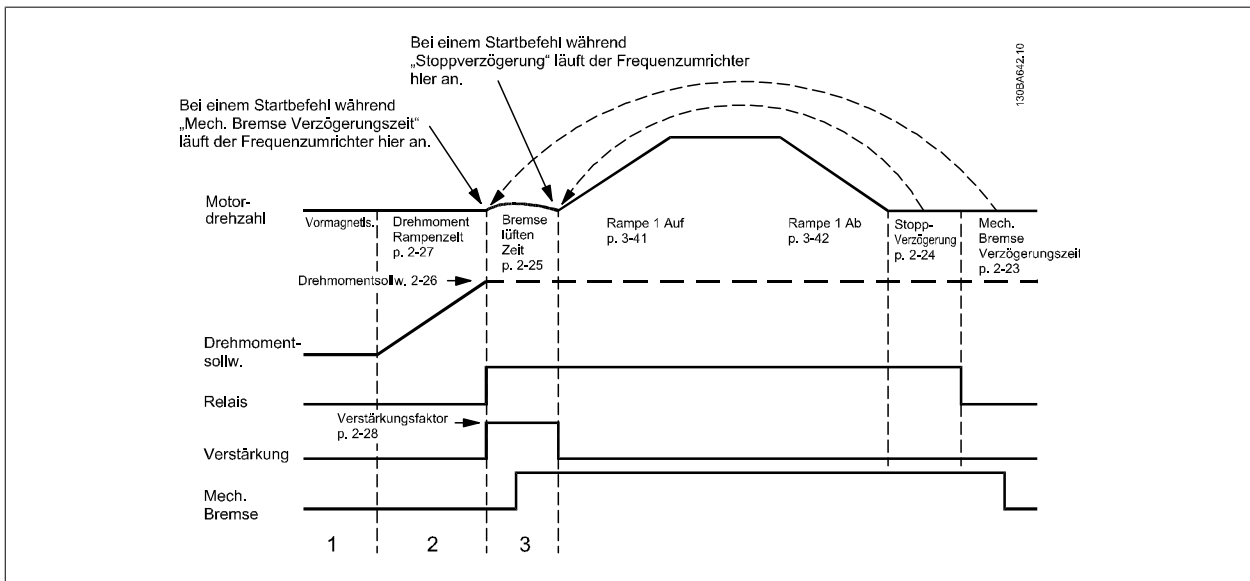 Bei einem Startbefehl während
„Stoppverzögerung“ läuft der Frequenzumrichter
hier an.
130BA642.10
Bei einem Startbefehl während
„Mech. Bremse Verzögerungszeit“
läuft der Frequenzumrichter hier an.
Motor-
drehzahl
Vormagnetis.
Drehmoment
Rampenzeit
p. 2-27
Bremse
lüften
Zeit
p. 2-25
Rampe 1 Auf
p. 3-41
Rampe 1 Ab
p. 3-42
Stopp-
Verzögerung
p. 2-24
Mech.
Bremse
Verzögerungszeit
p. 2-23
Drehmomentsollw. 2-26
Drehmoment-
sollw.
Relais
Verstärkungsfaktor
p. 2-28
Verstärkung
Mech.
Bremse
1 2 3